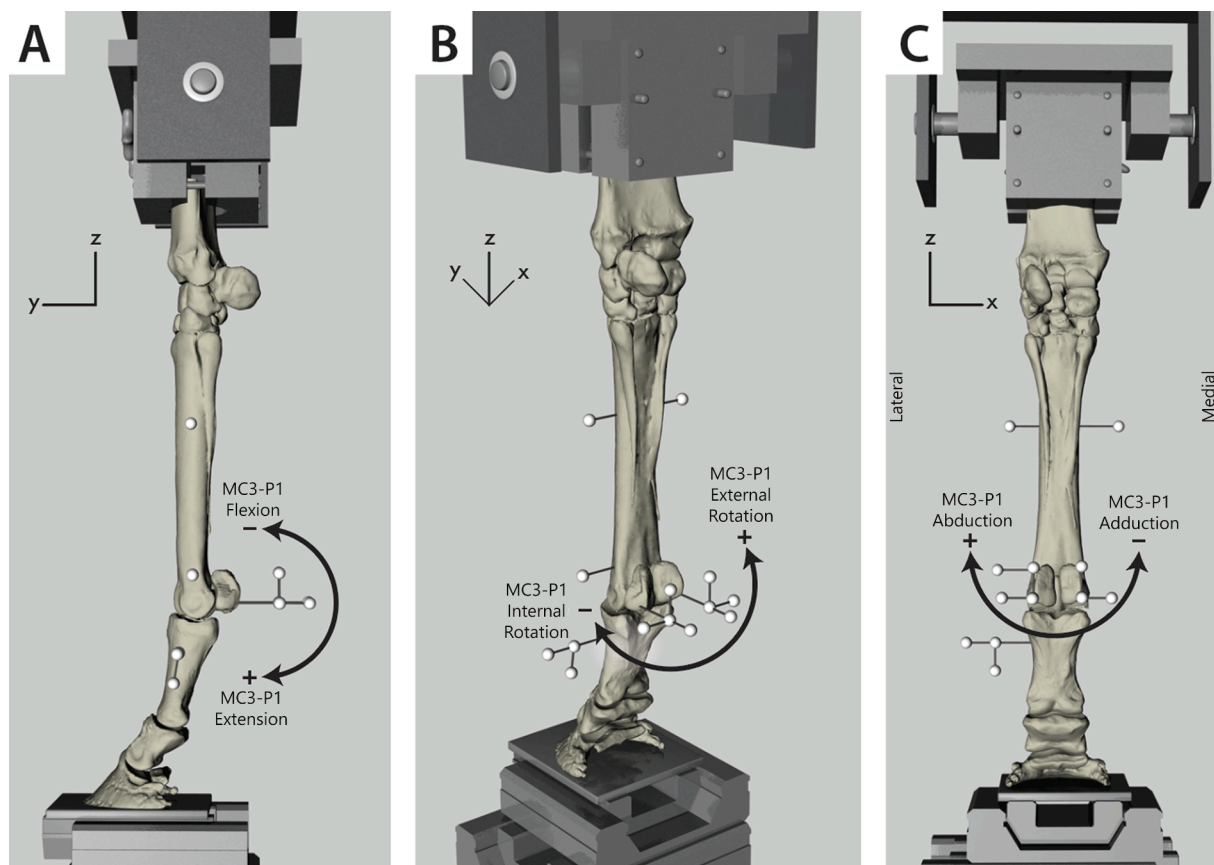 A
z
y
MC3-P1
Flexion
−
+
MC3-P1
Extension
B
z
y
x
MC3-P1
External
Rotation
+
MC3-P1
Internal
Rotation
−
C
z
x
Lateral
Medial
MC3-P1
Abduction
+
MC3-P1
Adduction
−